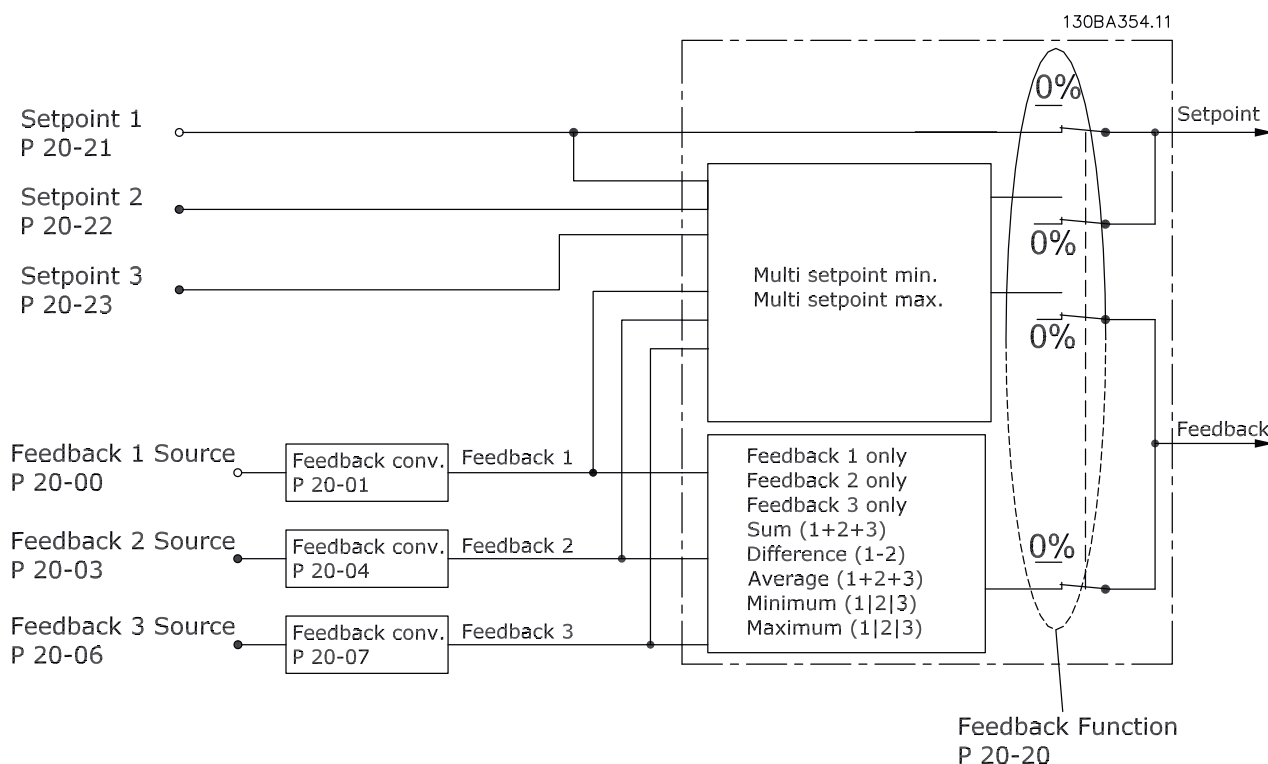 130BA354.11
0%
Setpoint 1
P 20-21
Setpoint
Setpoint 2
P 20-22
0%
Setpoint 3
P 20-23
Multi setpoint min.
Multi setpoint max.
0%
Feedback
Feedback 1 Source
P 20-00
Feedback conv.
P 20-01
Feedback 1
Feedback 1 only
Feedback 2 only
Feedback 3 only
Sum (1+2+3)
Difference (1-2)
Average (1+2+3)
Minimum (1|2|3)
Maximum (1|2|3)
0%
Feedback 2 Source
P 20-03
Feedback conv.
P 20-04
Feedback 2
Feedback 3 Source
P 20-06
Feedback conv.
P 20-07
Feedback 3
Feedback Function
P 20-20